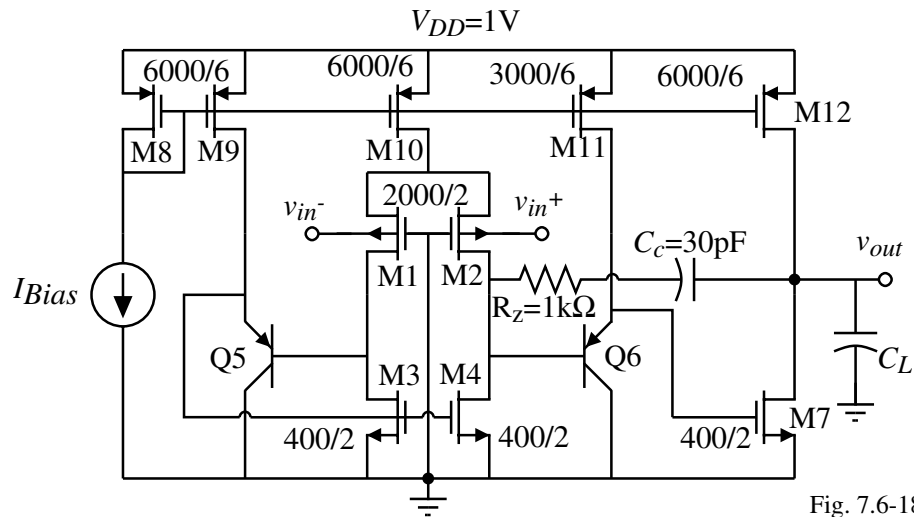 V_DD=1V
6000/6
6000/6
3000/6
6000/6
M8
M9
M10
M11
M12
2000/2
v_in^-
v_in^+
M1
M2
C_c=30pF
v_out
I_Bias
R_z=1kΩ
Q5
M3
M4
Q6
C_L
400/2
400/2
400/2
M7
Fig. 7.6-18